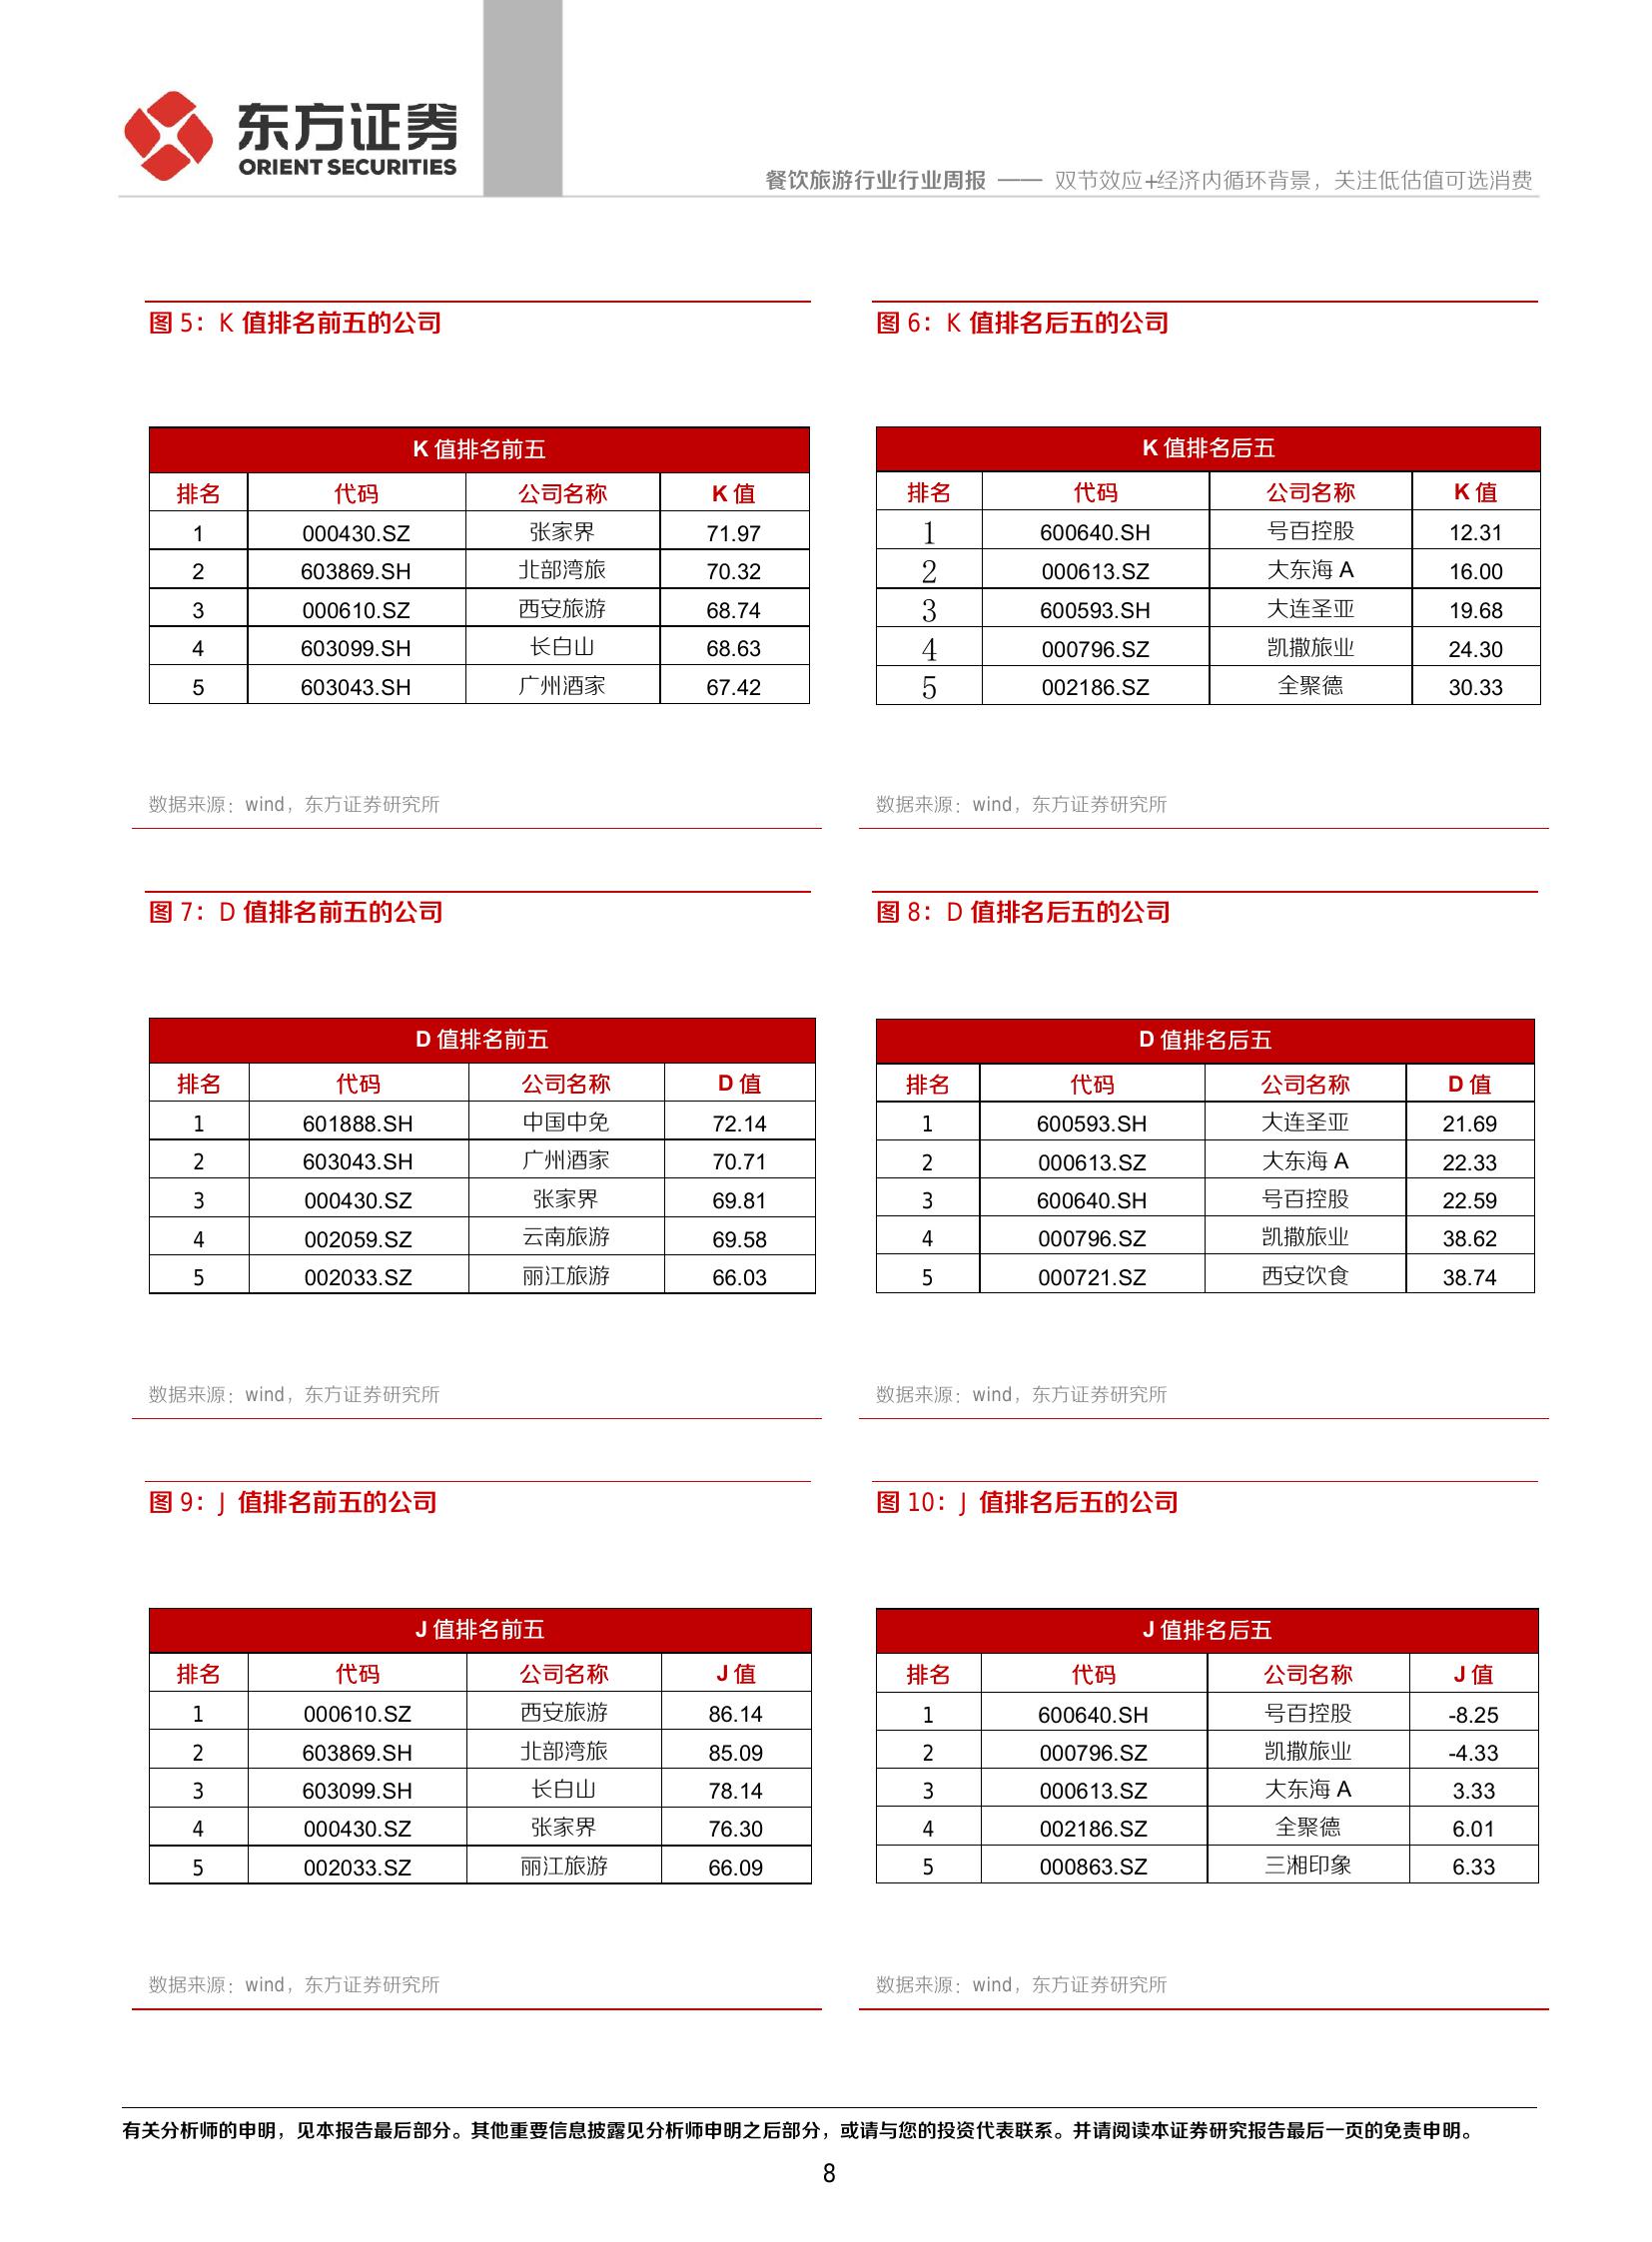 东方证券
ORIENT SECURITIES
餐饮旅游行业行业周报 —— 双节效应+经济内循环背景，关注低估值可选消费
图 5：K 值排名前五的公司
K 值排名前五
排名 代码 公司名称 K 值
1 000430.SZ 张家界 71.97
2 603869.SH 北部湾旅 70.32
3 000610.SZ 西安旅游 68.74
4 603099.SH 长白山 68.63
5 603043.SH 广州酒家 67.42
数据来源：wind，东方证券研究所
图 6：K 值排名后五的公司
K 值排名后五
排名 代码 公司名称 K 值
1 600640.SH 号百控股 12.31
2 000613.SZ 大东海 A 16.00
3 600593.SH 大连圣亚 19.68
4 000796.SZ 凯撒旅业 24.30
5 002186.SZ 全聚德 30.33
数据来源：wind，东方证券研究所
图 7：D 值排名前五的公司
D 值排名前五
排名 代码 公司名称 D 值
1 601888.SH 中国中免 72.14
2 603043.SH 广州酒家 70.71
3 000430.SZ 张家界 69.81
4 002059.SZ 云南旅游 69.58
5 002033.SZ 丽江旅游 66.03
数据来源：wind，东方证券研究所
图 8：D 值排名后五的公司
D 值排名后五
排名 代码 公司名称 D 值
1 600593.SH 大连圣亚 21.69
2 000613.SZ 大东海 A 22.33
3 600640.SH 号百控股 22.59
4 000796.SZ 凯撒旅业 38.62
5 000721.SZ 西安饮食 38.74
数据来源：wind，东方证券研究所
图 9：J 值排名前五的公司
J 值排名前五
排名 代码 公司名称 J 值
1 000610.SZ 西安旅游 86.14
2 603869.SH 北部湾旅 85.09
3 603099.SH 长白山 78.14
4 000430.SZ 张家界 76.30
5 002033.SZ 丽江旅游 66.09
数据来源：wind，东方证券研究所
图 10：J 值排名后五的公司
J 值排名后五
排名 代码 公司名称 J 值
1 600640.SH 号百控股 -8.25
2 000796.SZ 凯撒旅业 -4.33
3 000613.SZ 大东海 A 3.33
4 002186.SZ 全聚德 6.01
5 000863.SZ 三湘印象 6.33
数据来源：wind，东方证券研究所
有关分析师的申明，见本报告最后部分。其他重要信息披露见分析师申明之后部分，或请与您的投资代表联系。并请阅读本证券研究报告最后一页的免责申明。
8